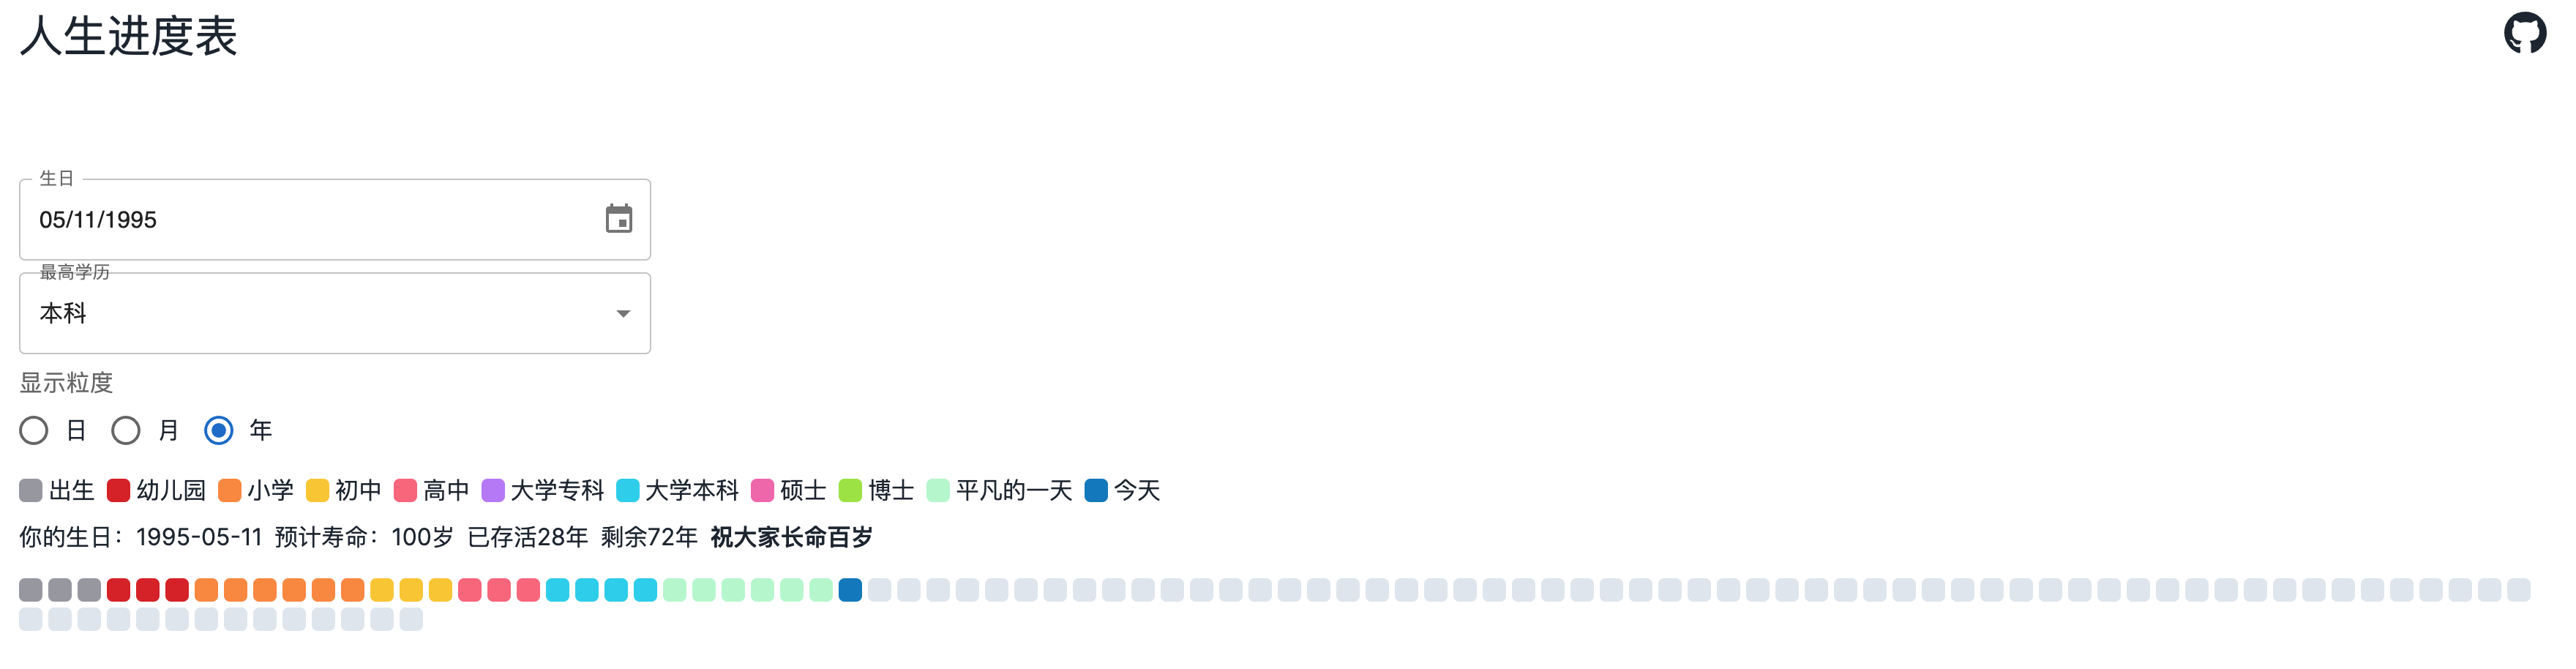 人生进度表
生日
05/11/1995
最高学历
本科
显示粒度
日 月 年
出生 幼儿园 小学 初中 高中 大学专科 大学本科 硕士 博士 平凡的一天 今天
你的生日：1995-05-11 预计寿命：100岁 已存活28年 剩余72年 祝大家长命百岁